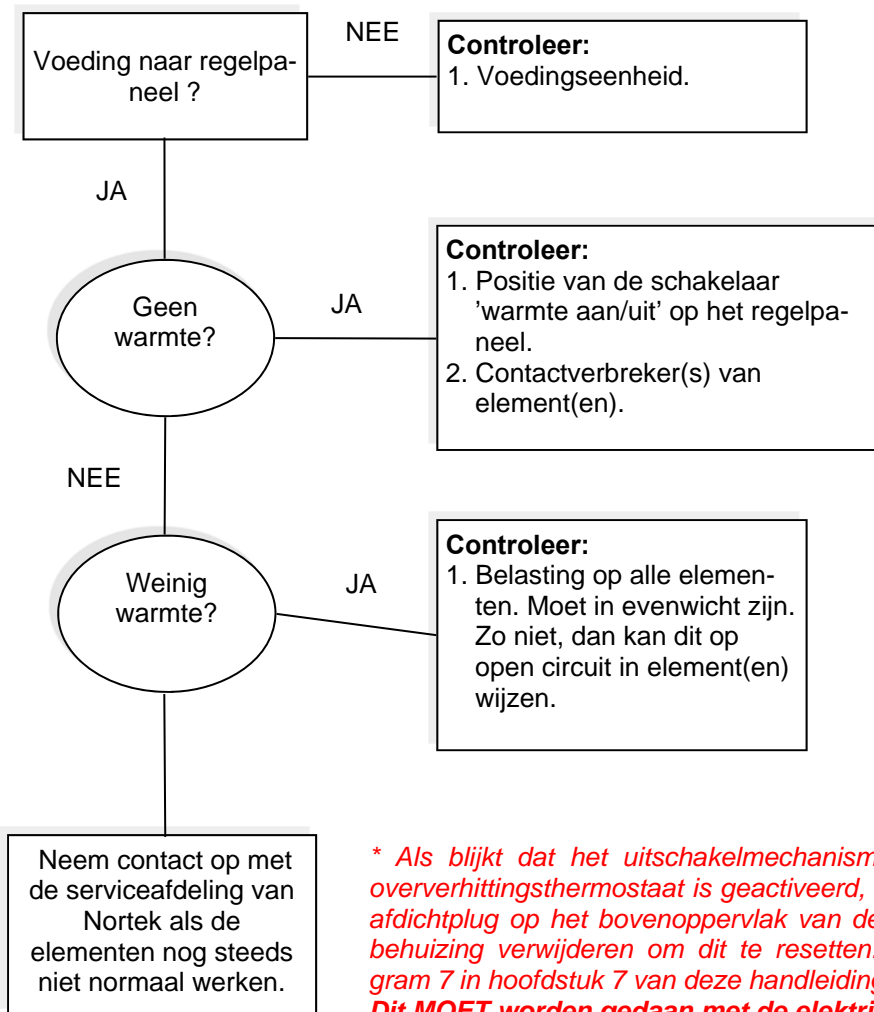 Voeding naar regelpa-
neel ?
NEE
Controleer:
1. Voedingseenheid.
JA
Geen
warmte?
JA
Controleer:
1. Positie van de schakelaar
’warmte aan/uit’ op het regelpa-
neel.
2. Contactverbreker(s) van
element(en).
NEE
Weinig
warmte?
JA
Controleer:
1. Belasting op alle elemen-
ten. Moet in evenwicht zijn.
Zo niet, dan kan dit op
open circuit in element(en)
wijzen.
Neem contact op met
de serviceafdeling van
Nortek als de
elementen nog steeds
niet normaal werken.
* Als blijkt dat het
oververhittingsthermostaat is geactiveerd,
afdichtplug op het bovenoppervlak van
behuizing verwijderen om dit te resetten.
gram 7 in hoofdstuk 7 van deze handleiding
Dit MOET worden gedaan met de